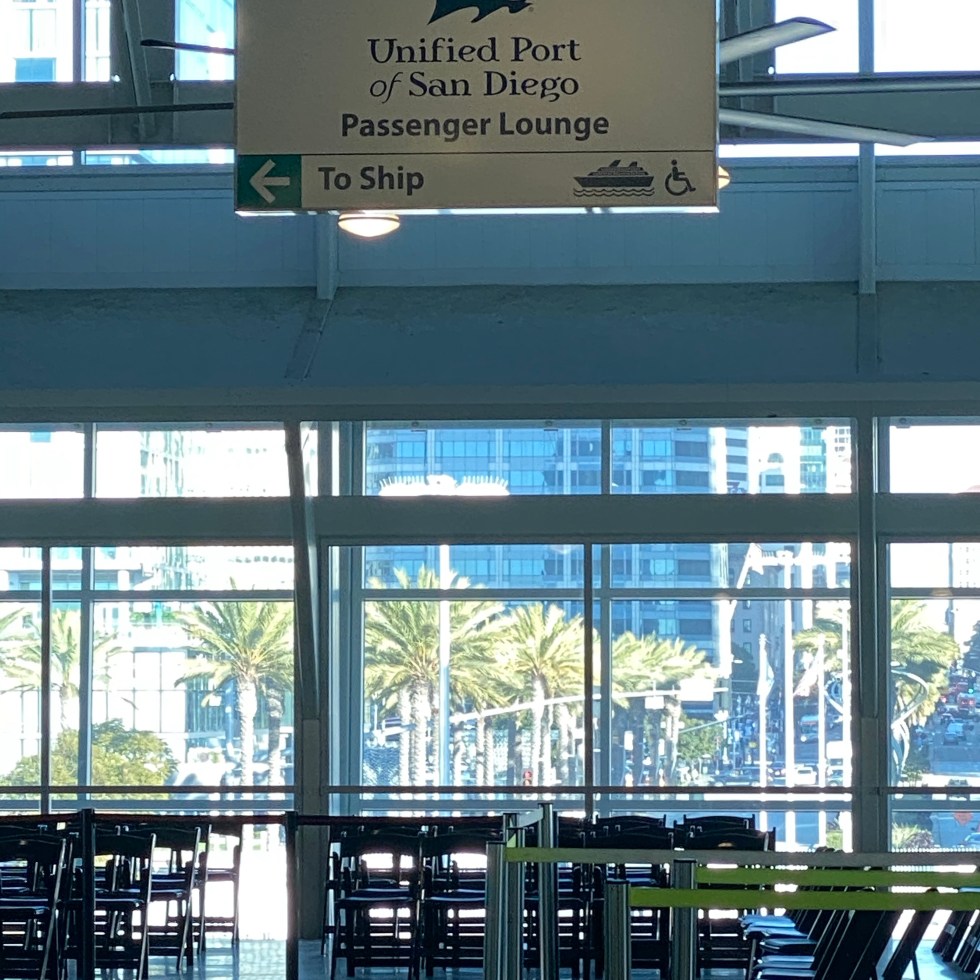 Unified Port
of San Diego
Passenger Lounge
To Ship